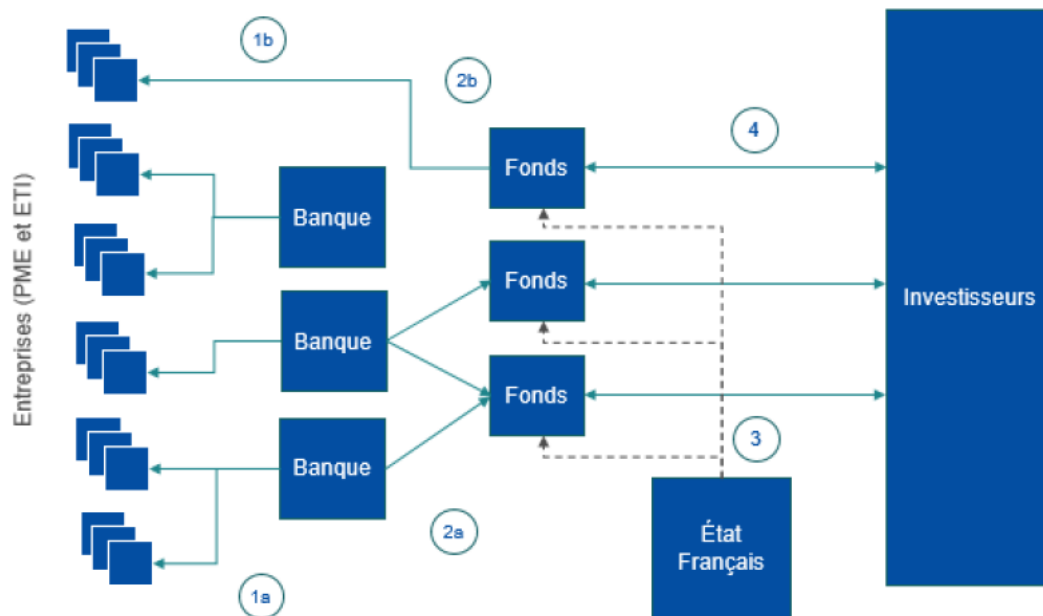 1b
2b
4
Fonds
Banque
Entreprises (PME et ETI)
Fonds
Investisseurs
Banque
Fonds
3
Banque
2a
État
Français
1a